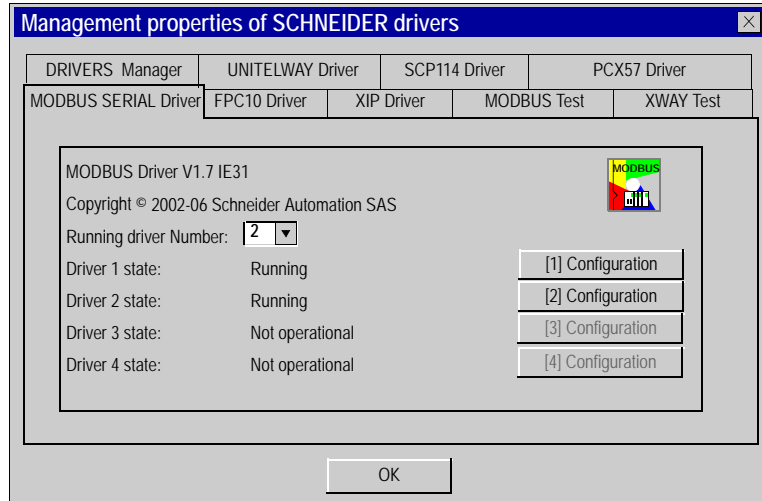 Management properties of SCHNEIDER drivers
DRIVERS Manager UNITELWAY Driver SCP114 Driver PCX57 Driver
MODBUS SERIAL Driver FPC10 Driver XIP Driver MODBUS Test XWAY Test
MODBUS Driver V1.7 IE31
MODBUS
Copyright © 2002-06 Schneider Automation SAS
Running driver Number: 2
Driver 1 state: Running [1] Configuration
Driver 2 state: Running [2] Configuration
Driver 3 state: Not operational [3] Configuration
Driver 4 state: Not operational [4] Configuration
OK